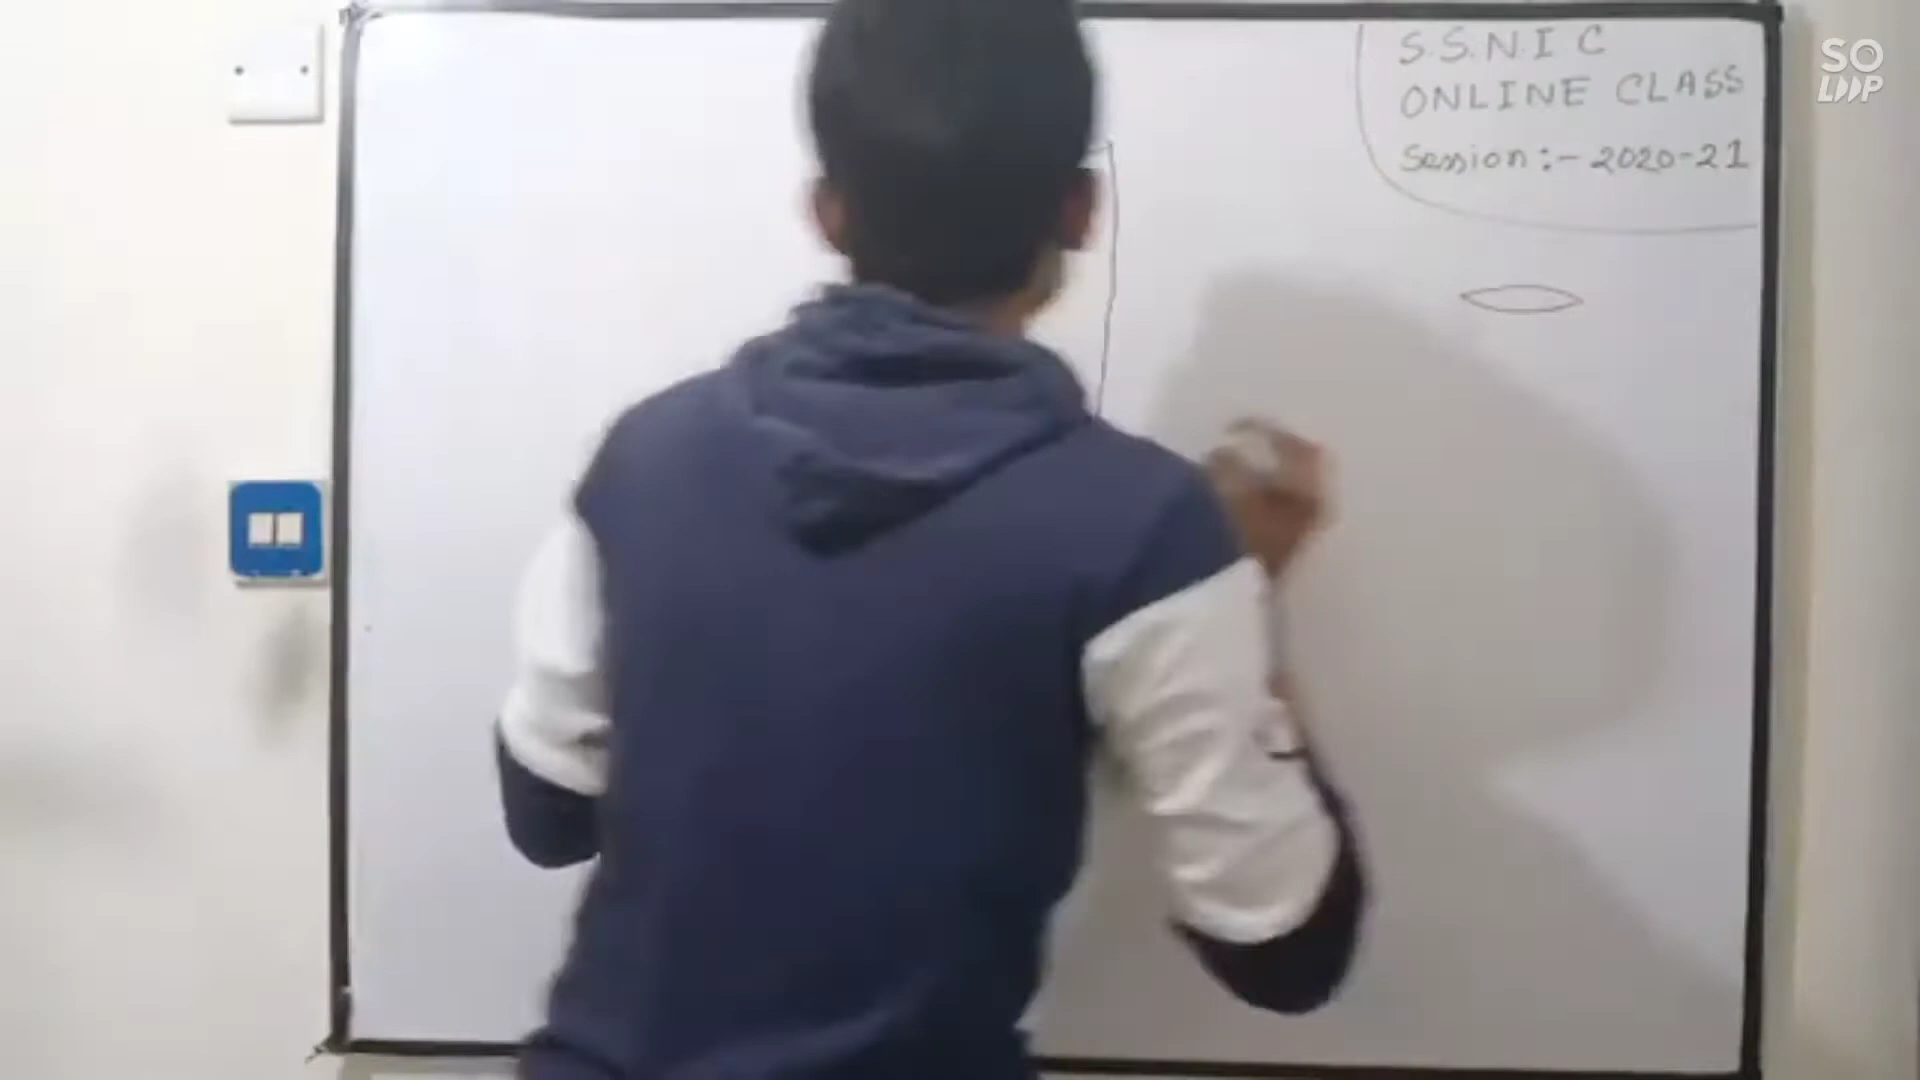 S.S.N.I C
ONLINE CLASS
Session :- 2020-21
SO
LOOP